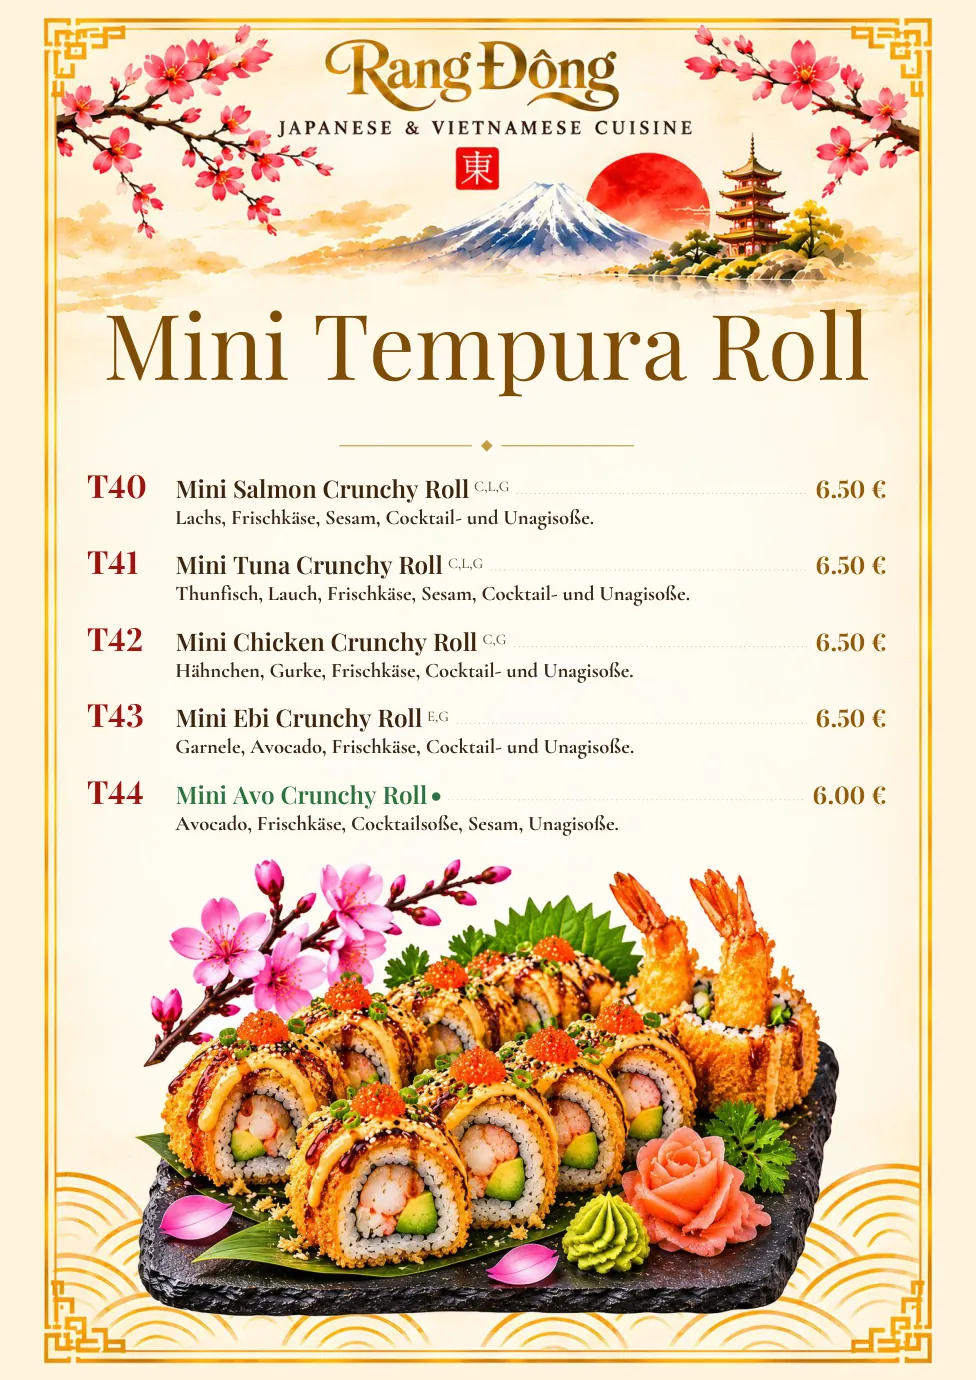 Rang Đông
JAPANESE & VIETNAMESE CUISINE
東
Mini Tempura Roll
T40 Mini Salmon Crunchy Roll C,L,G 6.50 €
Lachs, Frischkäse, Sesam, Cocktail- und Unagisoße.
T41 Mini Tuna Crunchy Roll C,L,G 6.50 €
Thunfisch, Lauch, Frischkäse, Sesam, Cocktail- und Unagisoße.
T42 Mini Chicken Crunchy Roll C,G 6.50 €
Hähnchen, Gurke, Frischkäse, Cocktail- und Unagisoße.
T43 Mini Ebi Crunchy Roll E,G 6.50 €
Garnele, Avocado, Frischkäse, Cocktail- und Unagisoße.
T44 Mini Avo Crunchy Roll• 6.00 €
Avocado, Frischkäse, Cocktailsoße, Sesam, Unagisoße.